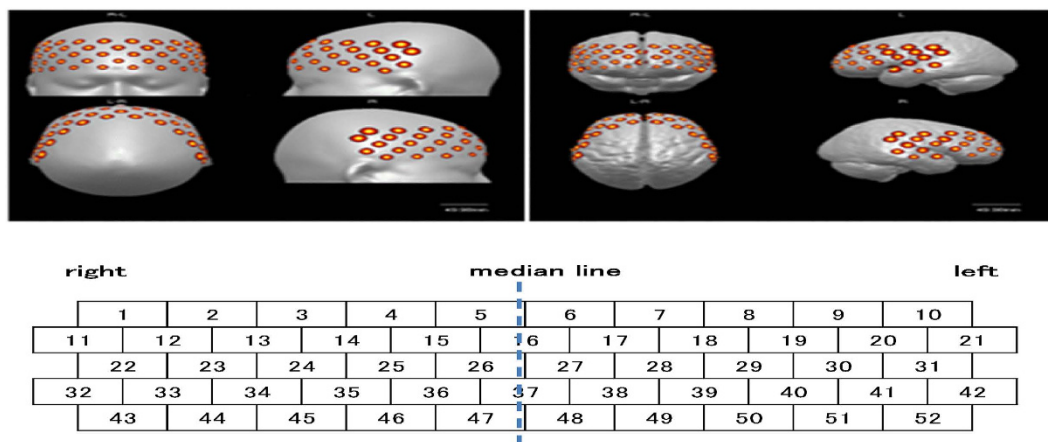 L
L
right median line left
1 2 3 4 5 6 7 8 9 10
11 12 13 14 15 16 17 18 19 20 21
22 23 24 25 26 27 28 29 30 31
32 33 34 35 36 37 38 39 40 41 42
43 44 45 46 47 48 49 50 51 52